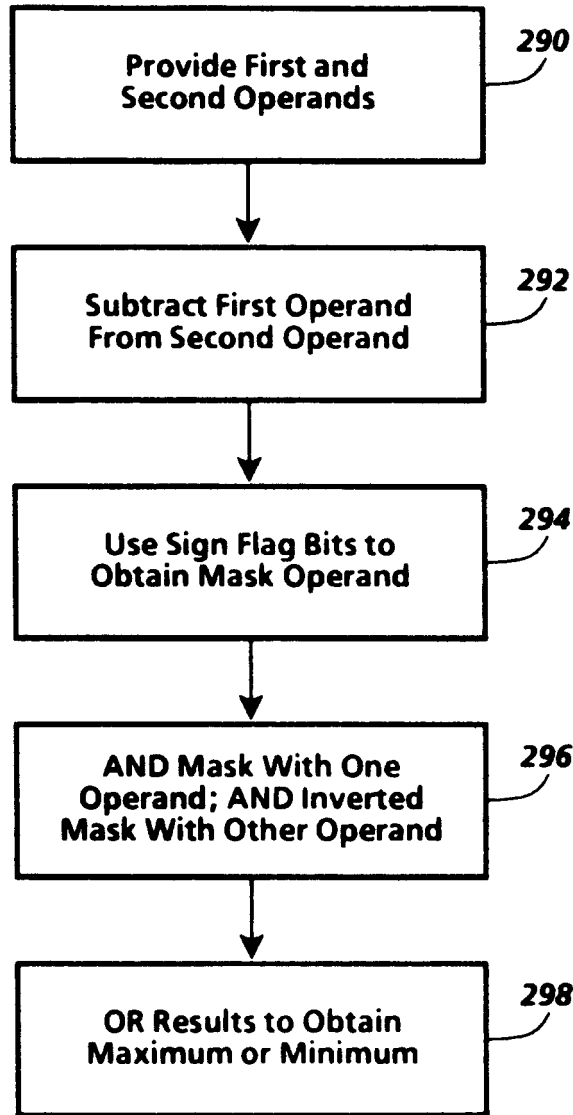 290
Provide First and
Second Operands
292
Subtract First Operand
From Second Operand
294
Use Sign Flag Bits to
Obtain Mask Operand
296
AND Mask With One
Operand; AND Inverted
Mask With Other Operand
298
OR Results to Obtain
Maximum or Minimum